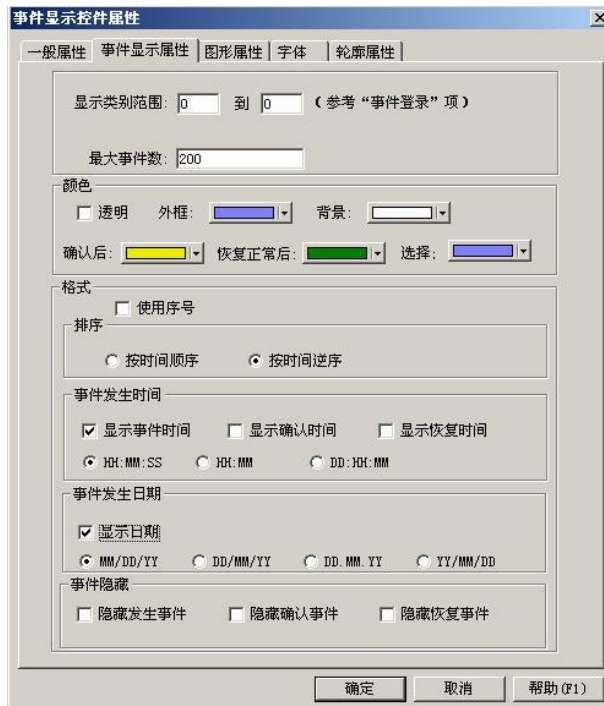 事件显示控件属性
一般属性 事件显示属性 图形属性 字体 轮廓属性
显示类别范围: 0 到 0 (参考“事件登录”项)
最大事件数: 200
颜色
透明 外框: 背景:
确认后: 恢复正常后: 选择:
格式
使用序号
排序
按时间顺序 按时间逆序
事件发生时间
显示事件时间 显示确认时间 显示恢复时间
HH:MM:SS HH:MM DD:HH:MM
事件发生日期
显示日期
MM/DD/YY DD/MM/YY DD.MM.YY YY/MM/DD
事件隐藏
隐藏发生事件 隐藏确认事件 隐藏恢复事件
确定 取消 帮助(F1)